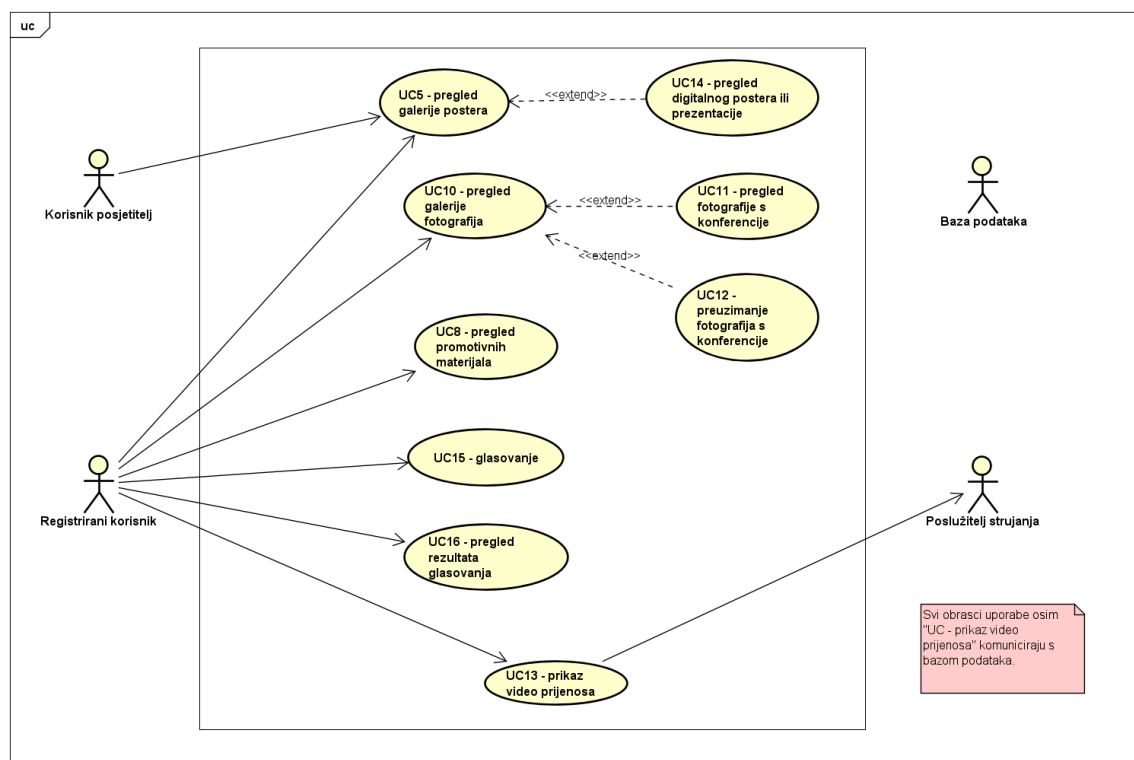 uc
UC5 - pregled
galerije postera
<<extend>>
UC14 - pregled
digitalnog postera ili
prezentacije
Korisnik posjetitelj
UC10 - pregled
galerije
fotografija
<<extend>>
UC11 - pregled
fotografije s
konferencije
Baza podataka
<<extend>>
UC12 -
preuzimanje
fotografija s
konferencije
UC8 - pregled
promotivnih
materijala
UC15 - glasovanje
Registrirani korisnik
Poslužitelj strujanja
UC16 - pregled
rezultata
glasovanja
Svi obrasci uporabe osim
"UC - prikaz video
prijenosa" komuniciraju s
bazom podataka.
UC13 - prikaz
video prijenosa